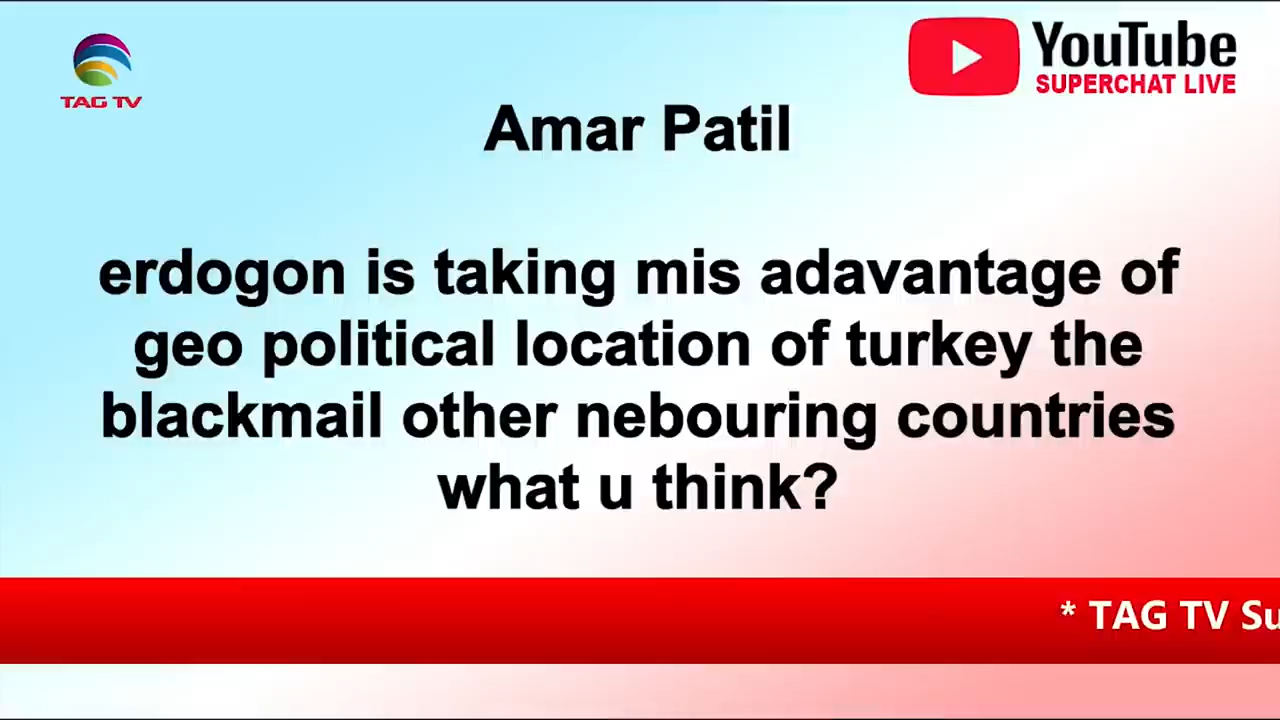 TAG TV
YouTube
SUPERCHAT LIVE
Amar Patil
erdogon is taking mis adavantage of
geo political location of turkey the
blackmail other nebouring countries
what u think?
* TAG TV Su